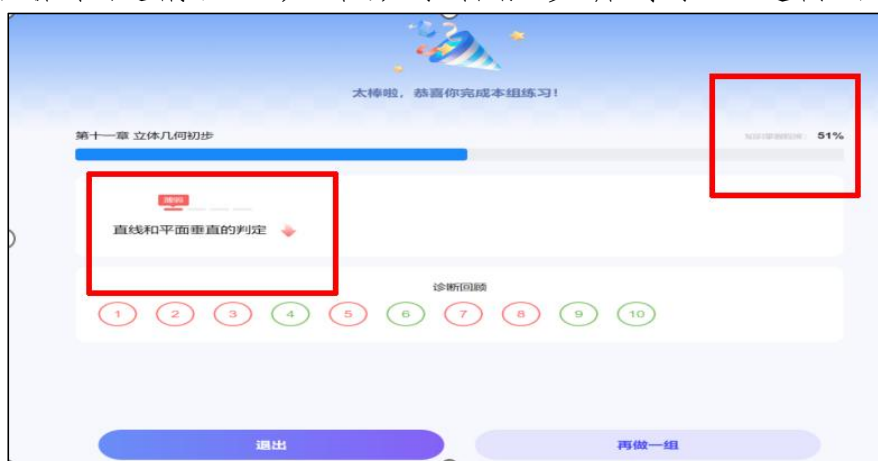 太棒啦，恭喜你完成本组练习！
第十一章 立体几何初步
51%
直线和平面垂直的判定
诊断回顾
1 2 3 4 5 6 7 8 9 10
退出
再做一组